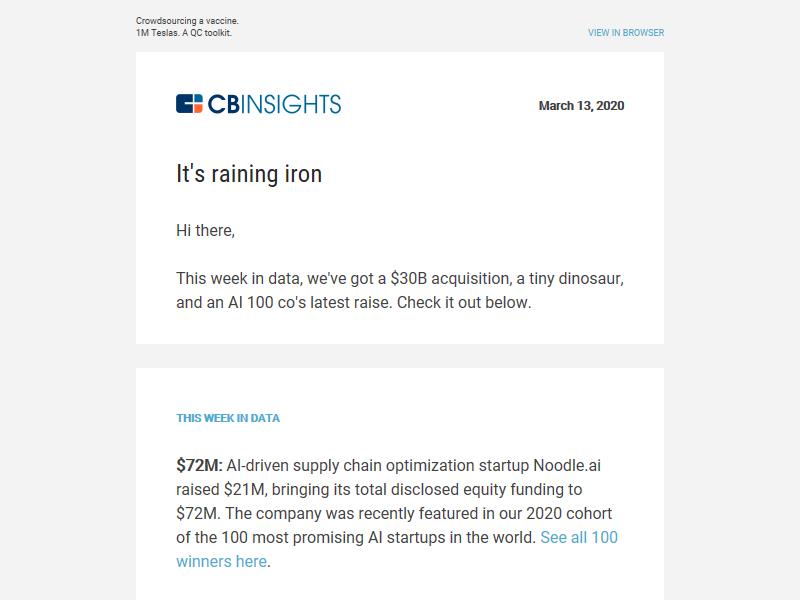 Crowdsourcing a vaccine.
1M Teslas. A QC toolkit.
VIEW IN BROWSER
CBINSIGHTS
March 13, 2020
It's raining iron
Hi there,
This week in data, we've got a $30B acquisition, a tiny dinosaur,
and an AI 100 co's latest raise. Check it out below.
THIS WEEK IN DATA
$72M: AI-driven supply chain optimization startup Noodle.ai
raised $21M, bringing its total disclosed equity funding to
$72M. The company was recently featured in our 2020 cohort
of the 100 most promising AI startups in the world. See all 100
winners here.